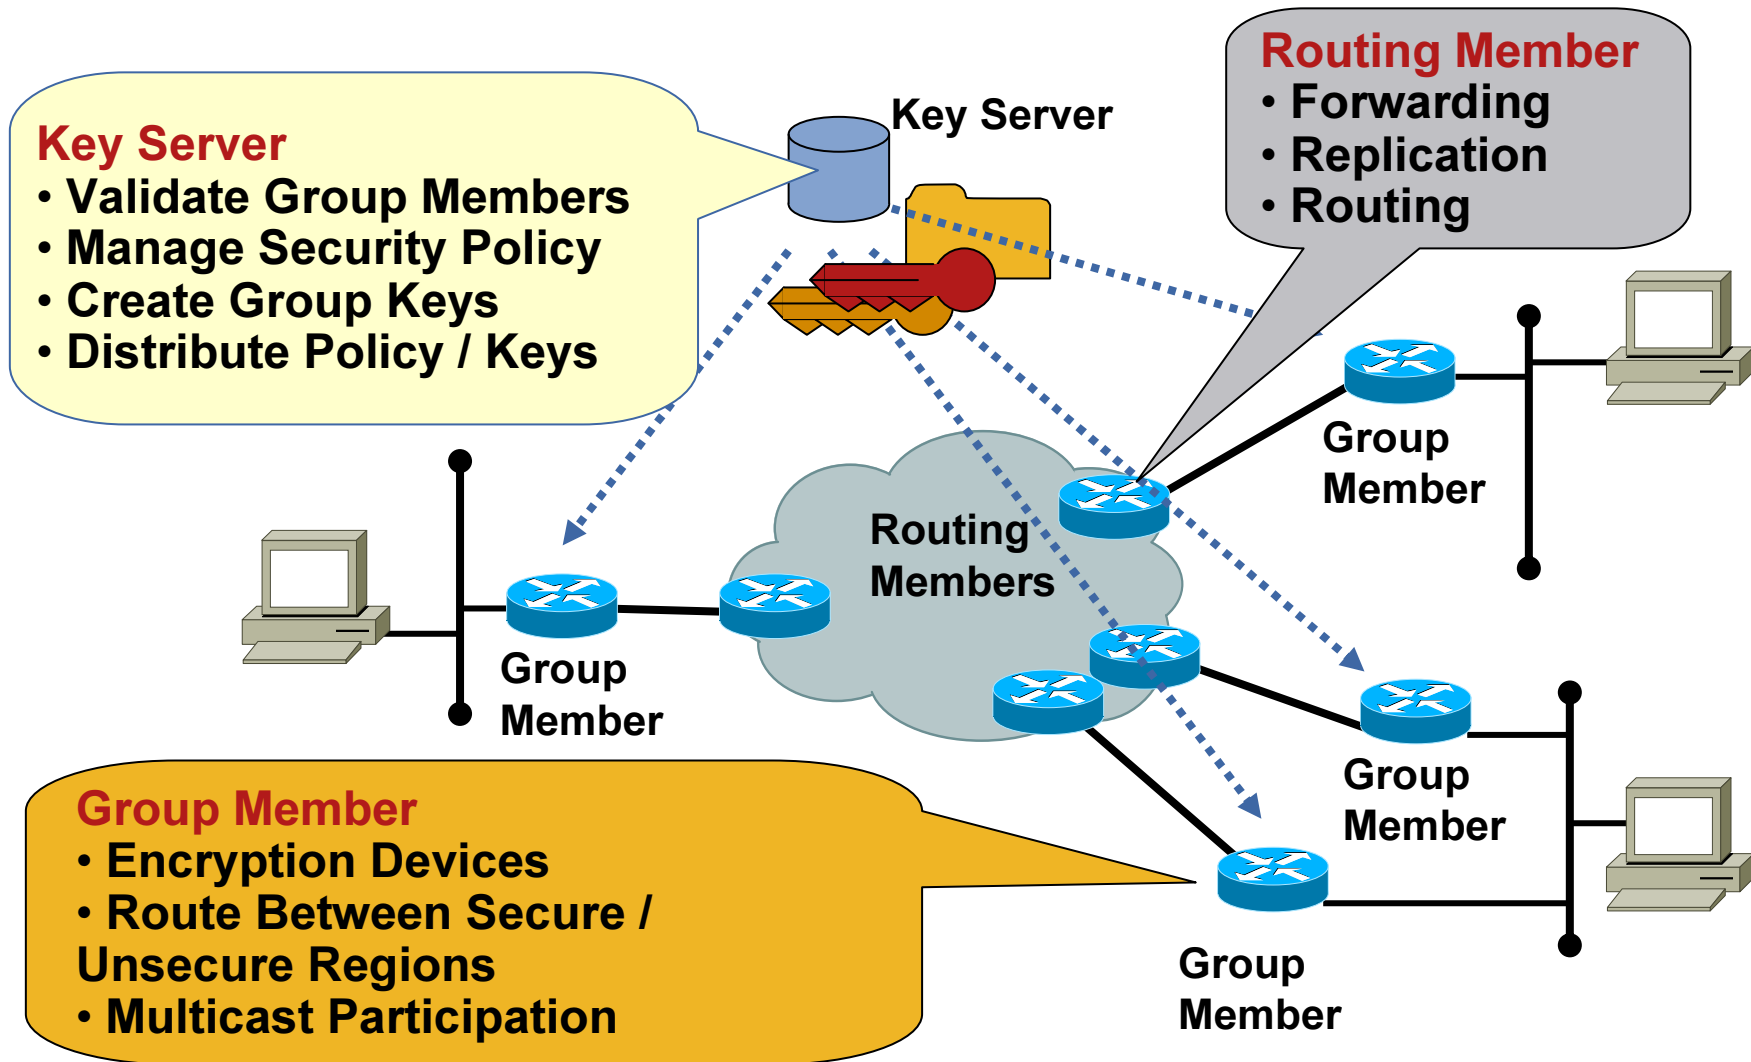 Key Server
• Validate Group Members
• Manage Security Policy
• Create Group Keys
• Distribute Policy / Keys
Key Server
Routing Member
• Forwarding
• Replication
• Routing
Group
Member
Routing
Members
Group
Member
Group
Member
Group Member
• Encryption Devices
• Route Between Secure /
Unsecure Regions
• Multicast Participation
Group
Member